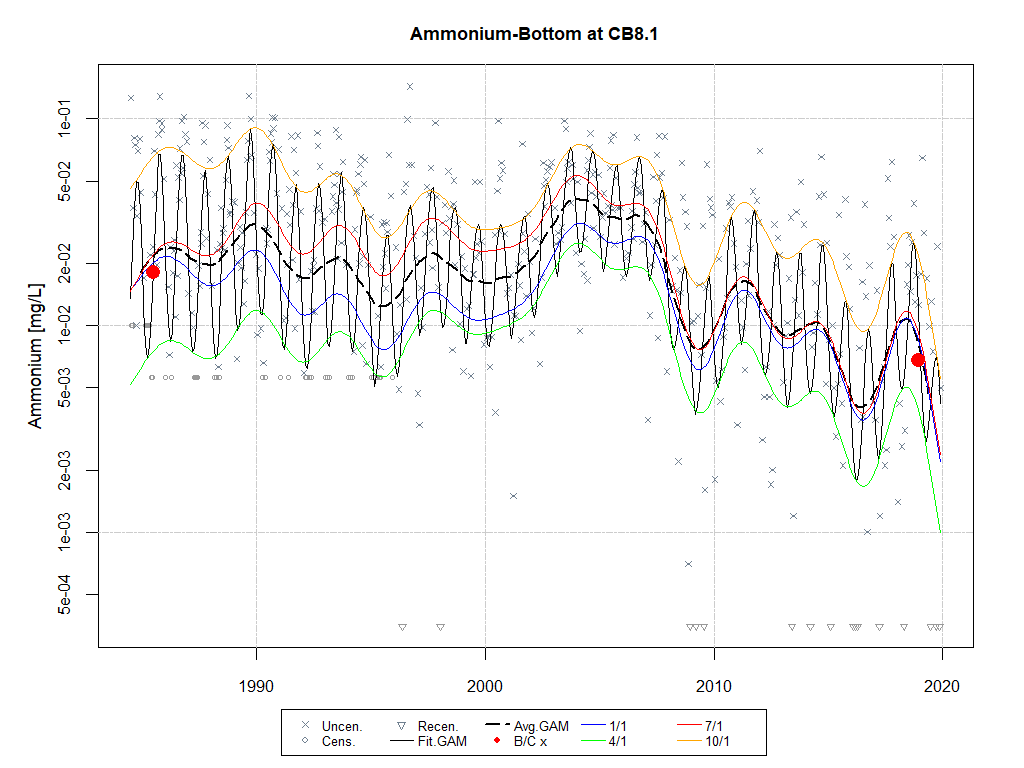 Ammonium-Bottom at CB8.1
Ammonium [mg/L]
1e-01
5e-02
2e-02
1e-02
5e-03
2e-03
1e-03
5e-04
1990 2000 2010 2020
Uncen. Recen. Avg.GAM 1/1 7/1
Cens. Fit.GAM B/C x 4/1 10/1